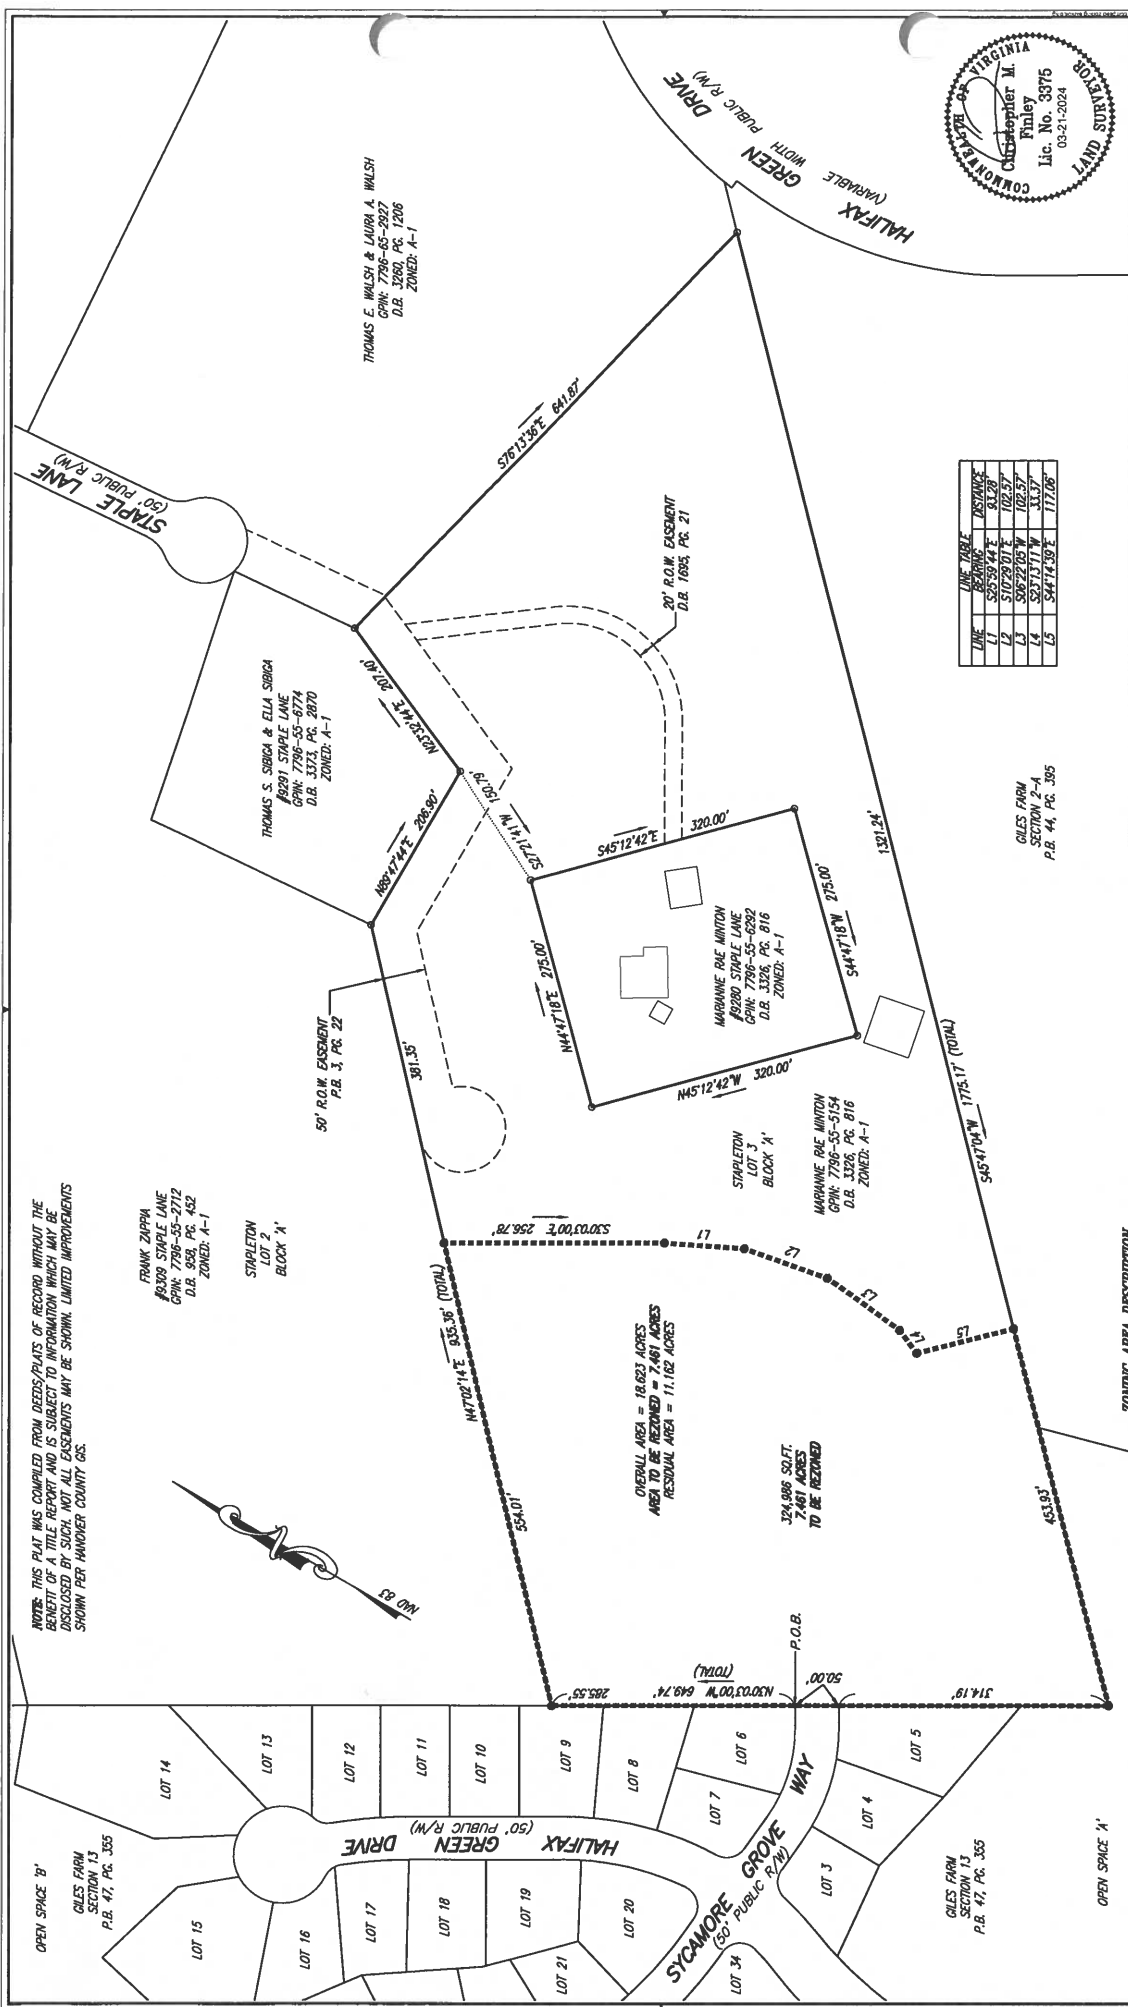 NOTE: THIS PLAT WAS COMPILED FROM DEEDS/PLATS OF RECORD WITHOUT THE
BENEFIT OF A TITLE REPORT AND IS SUBJECT TO INFORMATION WHICH MAY BE
DISCLOSED BY SUCH. NOT ALL EASEMENTS MAY BE SHOWN. LIMITED IMPROVEMENTS
SHOWN PER HANOVER COUNTY GIS.
NAD 83
FRANK ZAPPIA
#9309 STAPLE LANE
GPIN: 7796-55-2712
D.B. 958, PG. 452
ZONED: A-1
STAPLETON
LOT 2
BLOCK 'A'
50' R.O.W. EASEMENT
P.B. 3, PG. 22
THOMAS S. SIBIGA & ELLA SIBIGA
#9291 STAPLE LANE
GPIN: 7796-55-6774
D.B. 3373, PG. 2870
ZONED: A-1
STAPLE LANE
(50' PUBLIC R/W)
THOMAS E. WALSH & LAURA A. WALSH
GPIN: 7796-65-2927
D.B. 3260, PG. 1206
ZONED: A-1
HALIFAX GREEN DRIVE
(VARIABLE WIDTH PUBLIC R/W)
COMMONWEALTH OF VIRGINIA
Christopher M.
Finley
Lic. No. 3375
03-21-2024
LAND SURVEYOR
N47°02'14"E 935.36' (TOTAL)
554.01'
381.35'
N89°47'44"E 206.90'
N23°32'44"E 207.40'
S76°13'36"E 641.87'
S27°21'41"W 150.79'
20' R.O.W. EASEMENT
D.B. 1695, PG. 21
N44°47'18"E 275.00'
S45°12'42"E 320.00'
S44°47'18"W 275.00'
N45°12'42"W 320.00'
MARIANNE RAE MINTON
#9280 STAPLE LANE
GPIN: 7796-55-6292
D.B. 3326, PG. 816
ZONED: A-1
STAPLETON
LOT 3
BLOCK 'A'
MARIANNE RAE MINTON
GPIN: 7796-55-5154
D.B. 3326, PG. 816
ZONED: A-1
S30°03'00"E 256.78'
L1
L2
L3
L4
L5
OVERALL AREA = 18.623 ACRES
AREA TO BE REZONED = 7.461 ACRES
RESIDUAL AREA = 11.162 ACRES
324,986 SQ.FT.
7.461 ACRES
TO BE REZONED
S45°47'04"W 1775.17' (TOTAL)
1321.24'
453.93'
N30°03'00"W 649.74'
(TOTAL)
285.55'
P.O.B.
50.00'
314.19'
LINE TABLE
LINE BEARING DISTANCE
L1 S25°59'44"E 93.28'
L2 S10°29'01"E 102.57'
L3 S06°22'05"W 102.57'
L4 S23°13'11"W 33.37'
L5 S44°14'39"E 117.06'
GILES FARM
SECTION 2-A
P.B. 44, PG. 395
OPEN SPACE 'B'
GILES FARM
SECTION 13
P.B. 47, PG. 355
LOT 14
LOT 13
LOT 12
LOT 11
LOT 10
LOT 9
LOT 8
LOT 7
LOT 6
LOT 5
LOT 4
LOT 3
LOT 15
LOT 16
LOT 17
LOT 18
LOT 19
LOT 20
LOT 21
LOT 34
HALIFAX GREEN DRIVE
(50' PUBLIC R/W)
SYCAMORE GROVE WAY
(50' PUBLIC R/W)
GILES FARM
SECTION 13
P.B. 47, PG. 355
OPEN SPACE 'A'
ZONING AREA DESCRIPTION